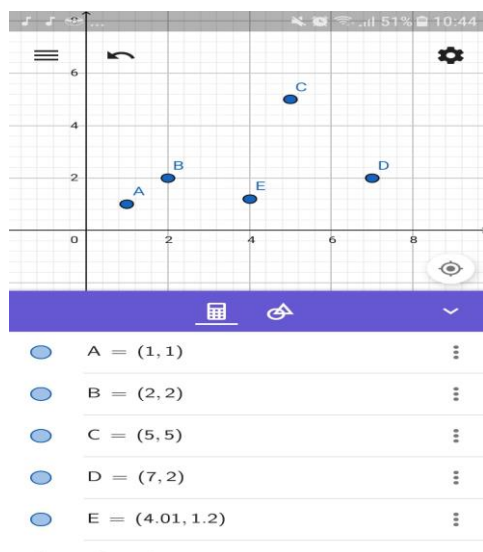 ... 51% 10:44
6
C
4
B
D
2
A
E
0
2
4
6
8
A = (1, 1)
B = (2, 2)
C = (5, 5)
D = (7, 2)
E = (4.01, 1.2)